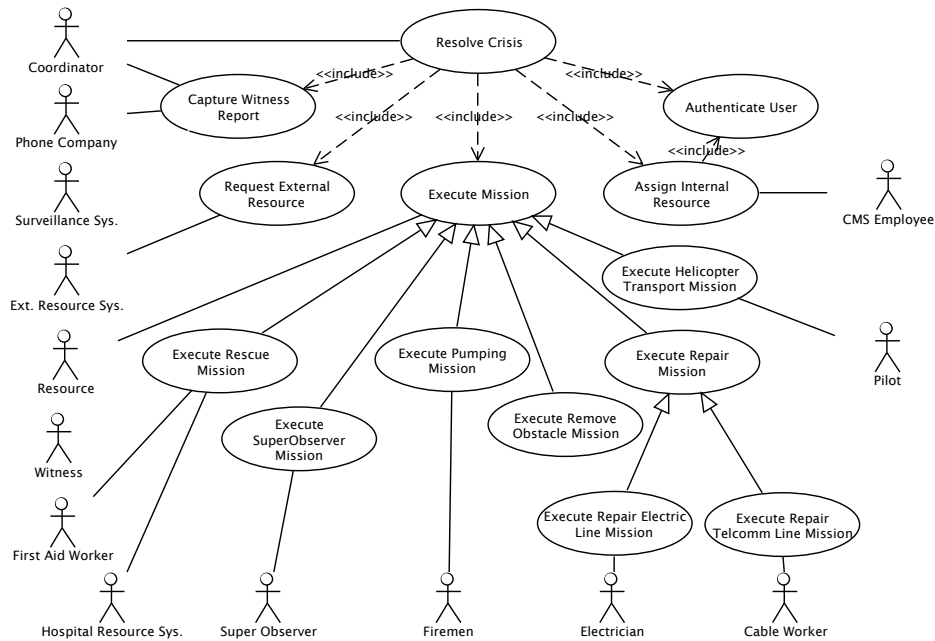 Resolve Crisis
Coordinator
<<include>>
<<include>>
Capture Witness
Report
Authenticate User
Phone Company
<<include>>
<<include>>
<<include>>
<<include>>
Surveillance Sys.
Request External
Resource
Execute Mission
Assign Internal
Resource
CMS Employee
Ext. Resource Sys.
Execute Helicopter
Transport Mission
Resource
Execute Rescue
Mission
Execute Pumping
Mission
Execute Repair
Mission
Pilot
Witness
Execute
SuperObserver
Mission
Execute Remove
Obstacle Mission
First Aid Worker
Execute Repair Electric
Line Mission
Execute Repair
Telcomm Line Mission
Hospital Resource Sys.
Super Observer
Firemen
Electrician
Cable Worker